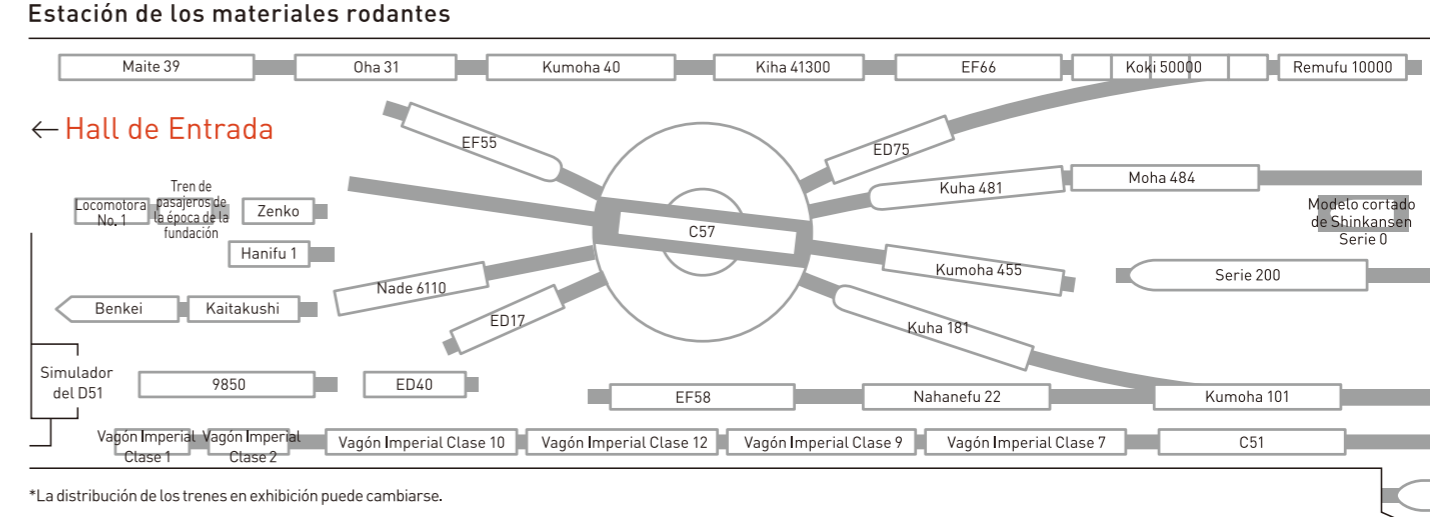 Estación de los materiales rodantes
Maite 39
Oha 31
Kumoha 40
Kiha 41300
EF66
Koki 50000
Remufu 10000
← Hall de Entrada
EF55
ED75
Kuha 481
Moha 484
Locomotora
No. 1
Tren de
pasajeros de
la época de la
fundación
Zenko
Modelo cortado
de Shinkansen
Serie 0
C57
Hanifu 1
Kumoha 455
Serie 200
Nade 6110
Benkei
Kaitakushi
ED17
Kuha 181
Simulador
del D51
9850
ED40
EF58
Nahanefu 22
Kumoha 101
Vagón Imperial
Clase 1
Vagón Imperial
Clase 2
Vagón Imperial Clase 10
Vagón Imperial Clase 12
Vagón Imperial Clase 9
Vagón Imperial Clase 7
C51
*La distribución de los trenes en exhibición puede cambiarse.